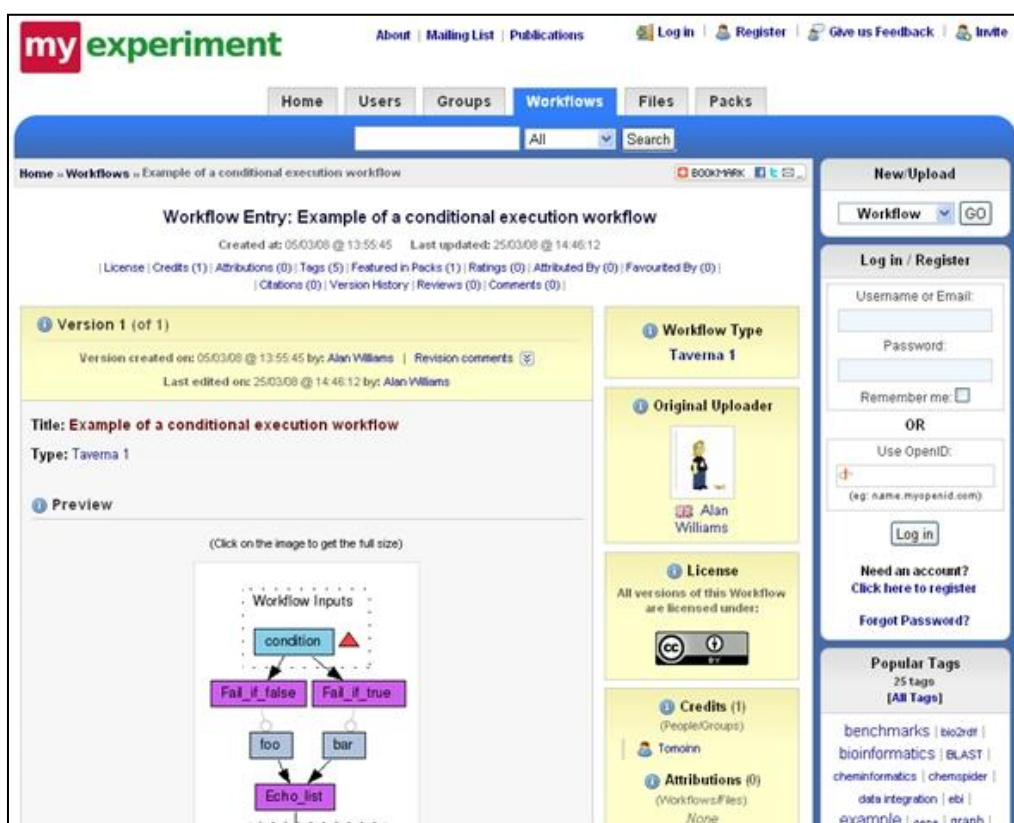 my experiment
About | Mailing List | Publications
Log in | Register | Give us Feedback | Invite
Home Users Groups Workflows Files Packs
All Search
Home » Workflows » Example of a conditional execution workflow
BOOKMARK
Workflow Entry: Example of a conditional execution workflow
Created at: 05/03/08 @ 13:55:45 Last updated: 25/03/08 @ 14:46:12
| License | Credits (1) | Attributions (0) | Tags (5) | Featured in Packs (1) | Ratings (0) | Attributed By (0) | Favourited By (0) |
| Citations (0) | Version History | Reviews (0) | Comments (0) |
Version 1 (of 1)
Version created on: 05/03/08 @ 13:55:45 by: Alan Williams | Revision comments
Last edited on: 25/03/08 @ 14:46:12 by: Alan Williams
Title: Example of a conditional execution workflow
Type: Taverna 1
Preview
(Click on the image to get the full size)
Workflow Inputs
condition
Fail_if_false Fail_if_true
foo bar
Echo_list
Workflow Type
Taverna 1
Original Uploader
Alan
Williams
License
All versions of this Workflow
are licensed under:
cc
BY
Credits (1)
(People/Groups)
Tomoinn
Attributions (0)
(Workflows/Files)
None
New/Upload
Workflow GO
Log in / Register
Username or Email:
Password:
Remember me:
OR
Use OpenID:
(eg: name.myopenid.com)
Log in
Need an account?
Click here to register
Forgot Password?
Popular Tags
25 tags
[All Tags]
benchmarks | bio2rdf |
bioinformatics | BLAST |
cheminformatics | chemspider |
data integration | ebi |
example | gene | graph |